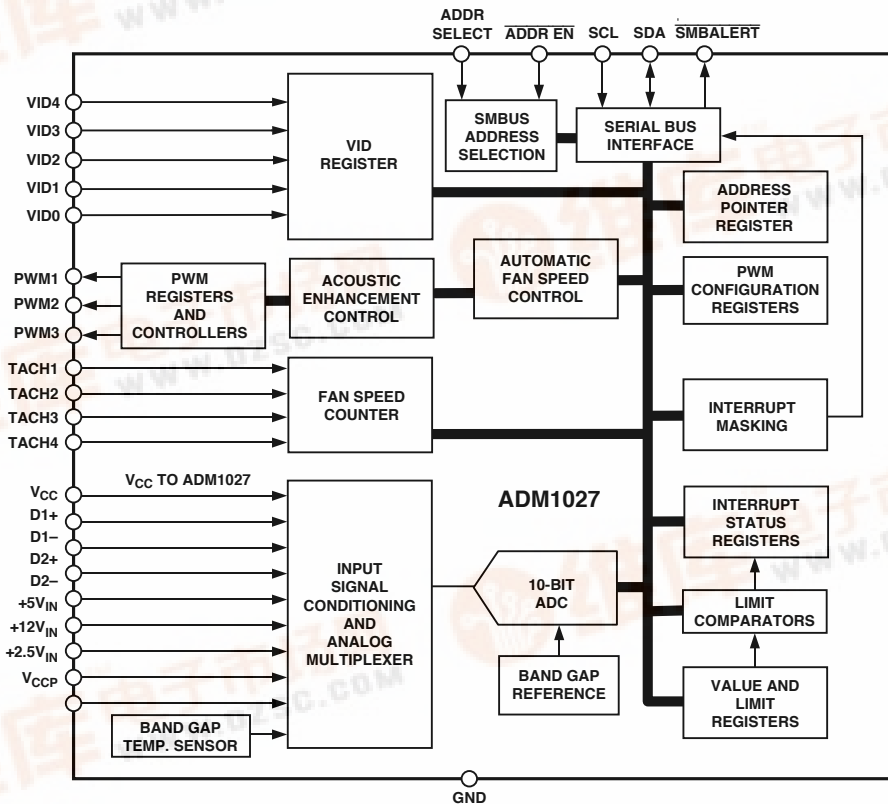 ADDR SELECT
ADDR EN
SCL
SDA
SMBALERT
VID4
VID3
VID2
VID1
VID0
VID
REGISTER
SMBUS
ADDRESS
SELECTION
SERIAL BUS
INTERFACE
ADDRESS
POINTER
REGISTER
PWM1
PWM2
PWM3
PWM
REGISTERS
AND
CONTROLLERS
ACOUSTIC
ENHANCEMENT
CONTROL
AUTOMATIC
FAN SPEED
CONTROL
PWM
CONFIGURATION
REGISTERS
TACH1
TACH2
TACH3
TACH4
FAN SPEED
COUNTER
INTERRUPT
MASKING
VCC
VCC TO ADM1027
D1+
D1–
D2+
D2–
+5VIN
+12VIN
+2.5VIN
VCCP
INPUT
SIGNAL
CONDITIONING
AND
ANALOG
MULTIPLEXER
BAND GAP
TEMP. SENSOR
ADM1027
10-BIT
ADC
BAND GAP
REFERENCE
INTERRUPT
STATUS
REGISTERS
LIMIT
COMPARATORS
VALUE AND
LIMIT
REGISTERS
GND
WWW.DZSC.COM